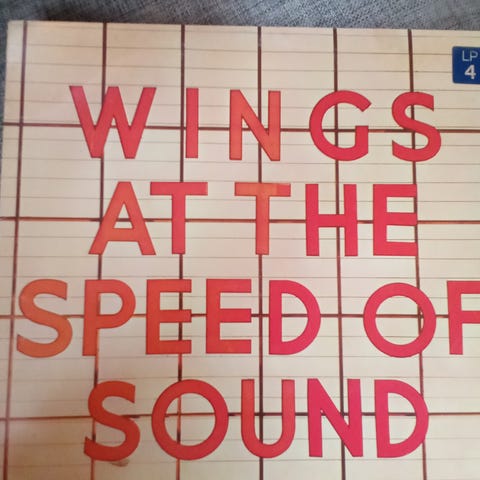 WINGS
LP
4
AT THE
SPEED OF
SOUND